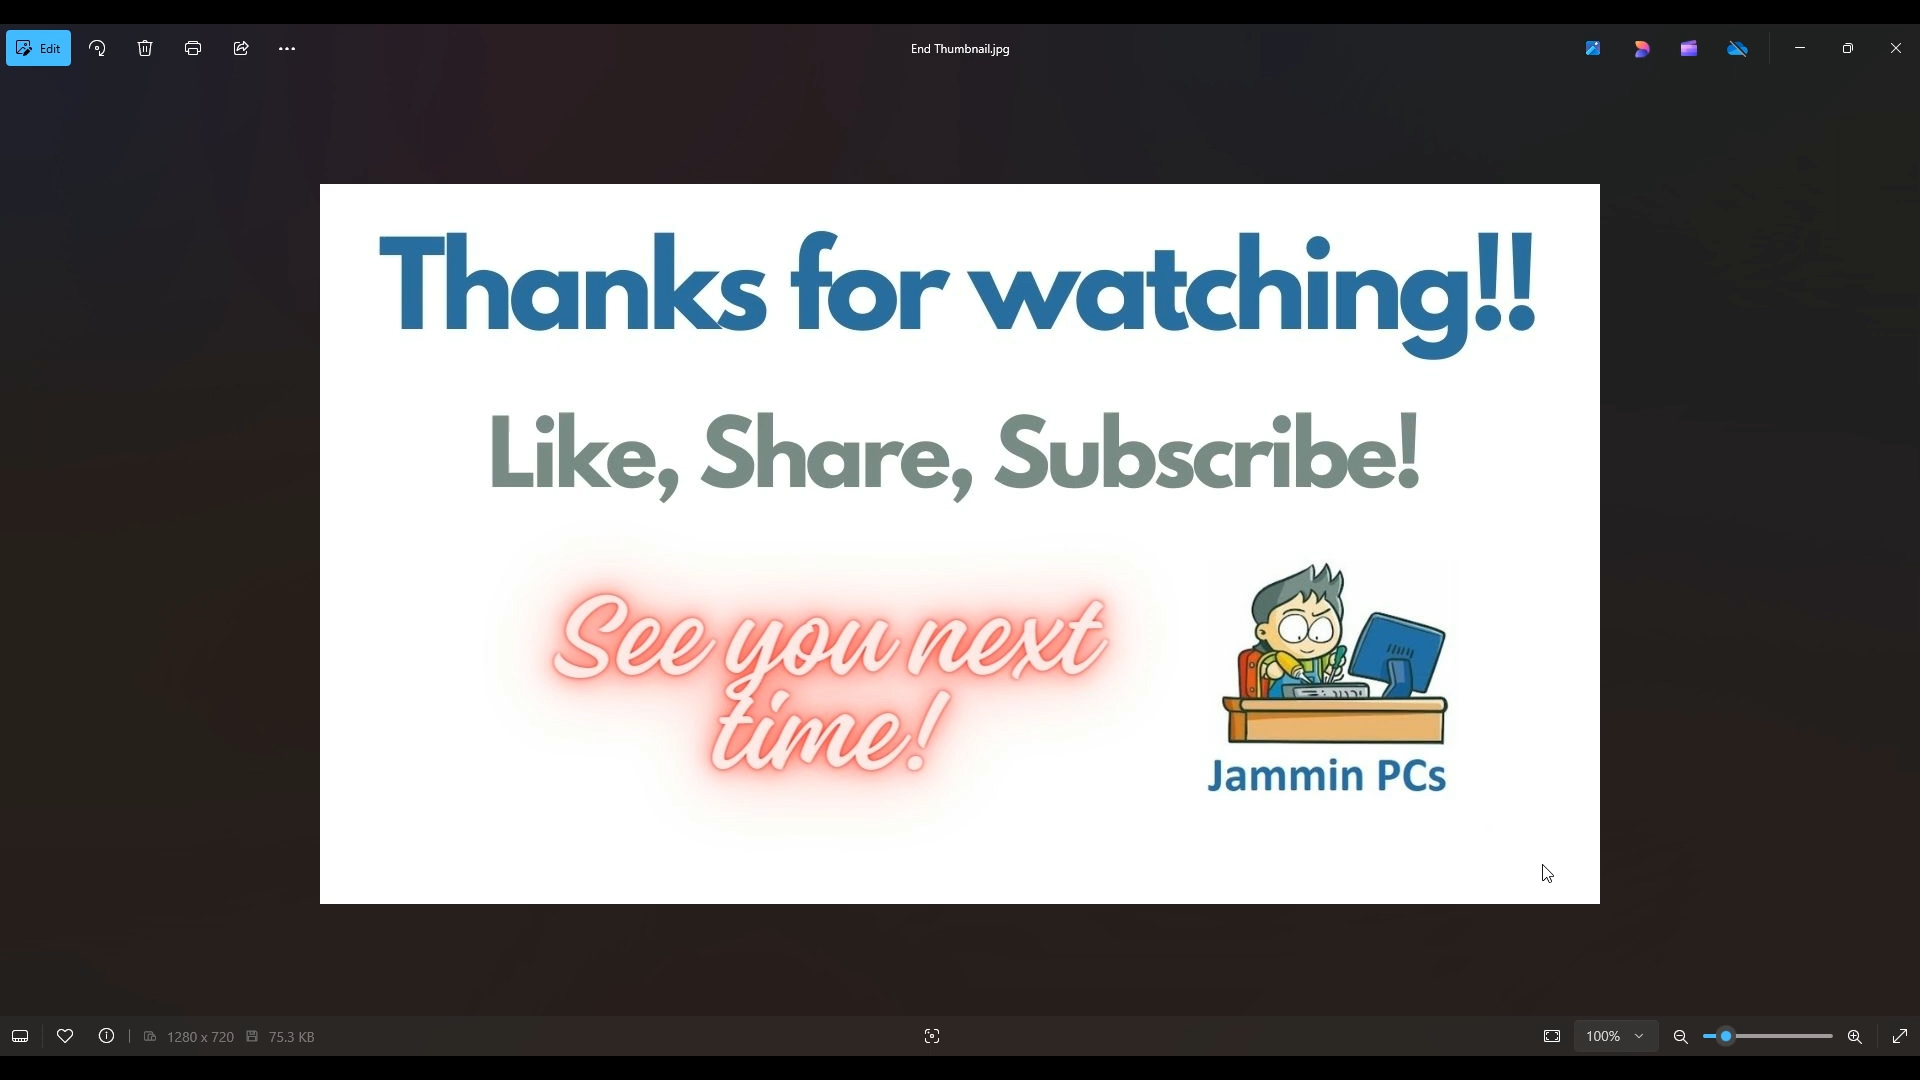 Edit
End Thumbnail.jpg
Thanks for watching!!
Like, Share, Subscribe!
See you next
time!
Jammin PCs
1280 x 720
75.3 KB
100%